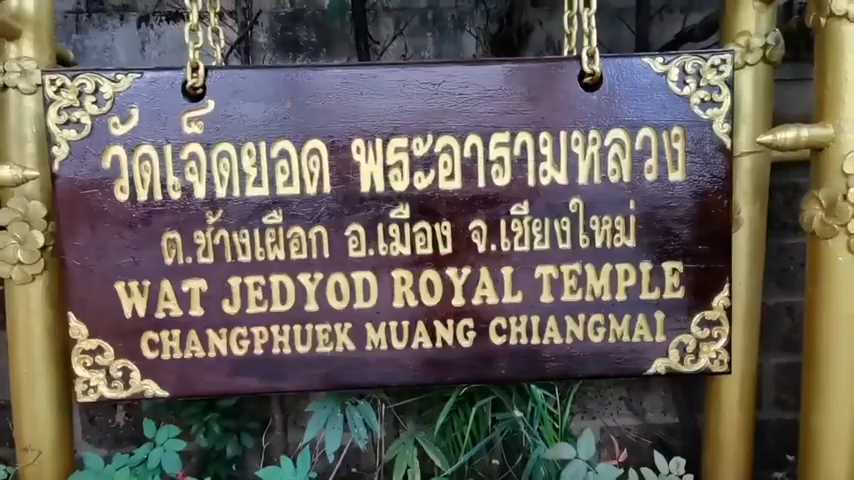 วัดเจ็ดยอด พระอารามหลวง
ต.ช้างเผือก อ.เมือง จ.เชียงใหม่
WAT JEDYOD ROYAL TEMPLE
CHANGPHUEK MUANG CHIANGMAI